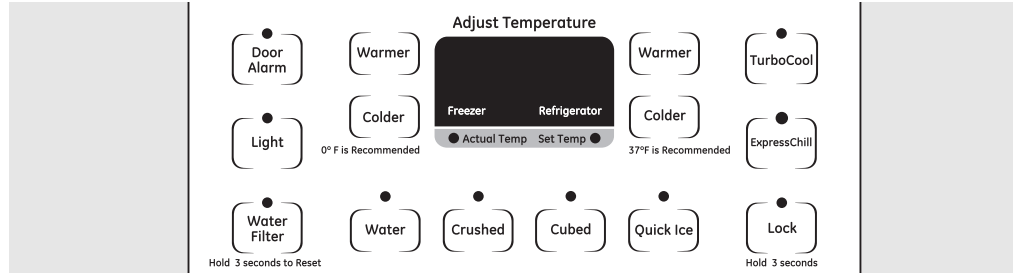 Adjust Temperature
Door
Alarm
Warmer
Warmer
TurboCool
Freezer
Refrigerator
Colder
Colder
Light
Actual Temp
Set Temp
ExpressChill
0° F is Recommended
37°F is Recommended
Water
Filter
Water
Crushed
Cubed
Quick Ice
Lock
Hold 3 seconds to Reset
Hold 3 seconds